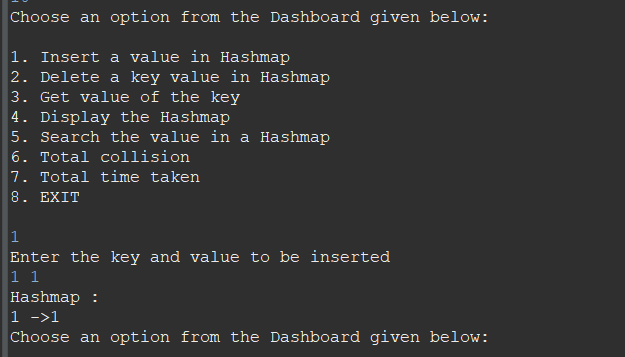 Choose an option from the Dashboard given below:
1. Insert a value in Hashmap
2. Delete a key value in Hashmap
3. Get value of the key
4. Display the Hashmap
5. Search the value in a Hashmap
6. Total collision
7. Total time taken
8. EXIT
1
Enter the key and value to be inserted
1 1
Hashmap :
1 ->1
Choose an option from the Dashboard given below: